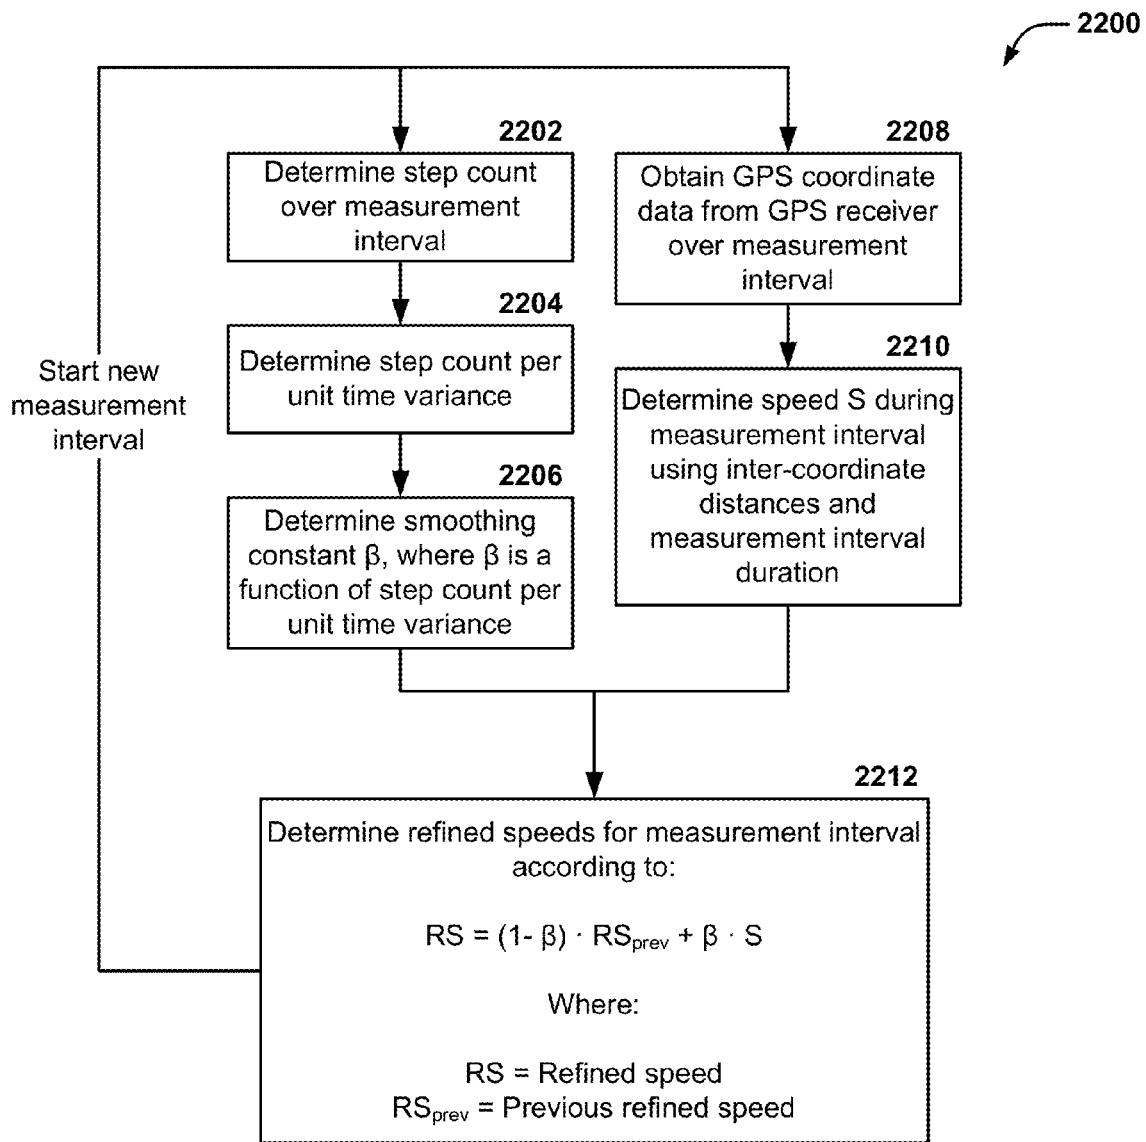 2200
2202
Determine step count
over measurement
interval
2204
Determine step count per
unit time variance
2206
Determine smoothing
constant β, where β is a
function of step count per
unit time variance
2208
Obtain GPS coordinate
data from GPS receiver
over measurement
interval
2210
Determine speed S during
measurement interval
using inter-coordinate
distances and
measurement interval
duration
Start new
measurement
interval
2212
Determine refined speeds for measurement interval
according to:
RS = (1- β) · RSprev + β · S
Where:
RS = Refined speed
RSprev = Previous refined speed